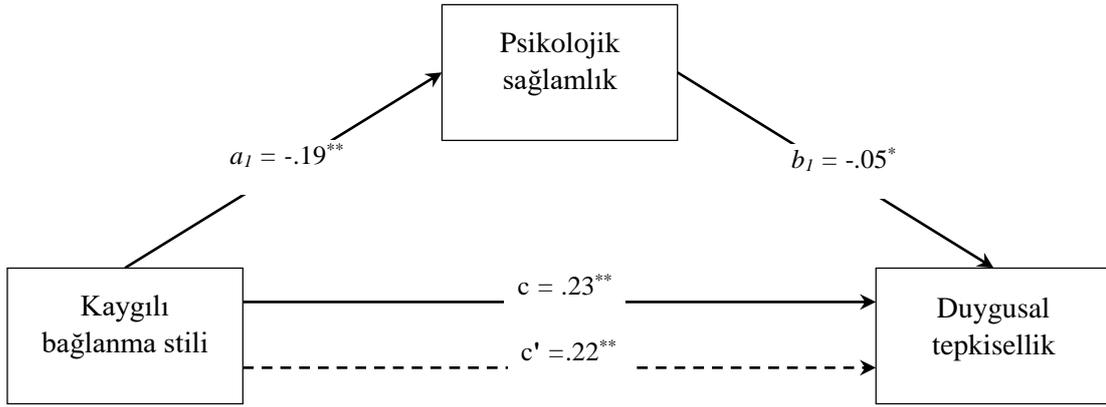 Psikolojik
sağlamlık
a1 = -.19**
b1 = -.05*
Kaygılı
bağlanma stili
c = .23**
c' =.22**
Duygusal
tepkisellik